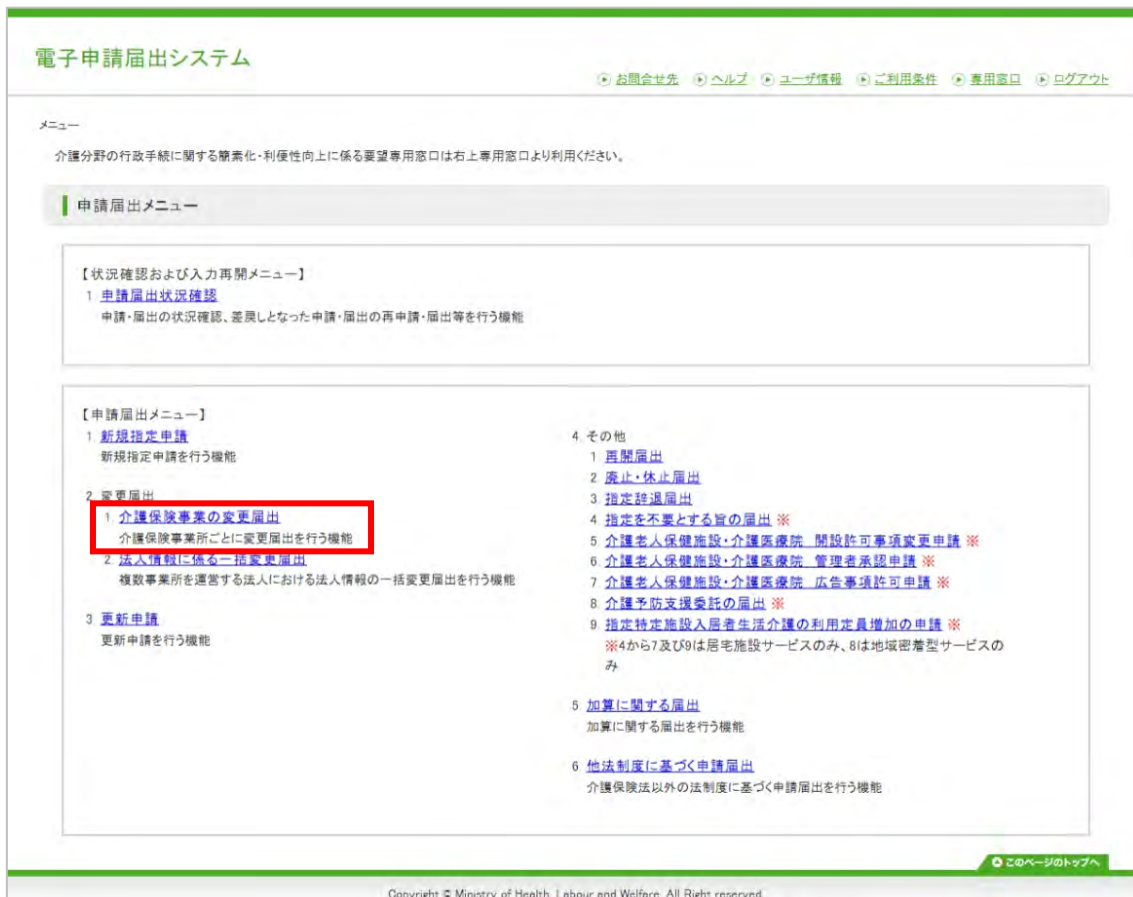 電子申請届出システム
お問合せ先 ヘルプ ユーザ情報 ご利用条件 専用窓口 ログアウト
メニュー
介護分野の行政手続に関する簡素化・利便性向上に係る要望専用窓口は右上専用窓口より利用ください。
申請届出メニュー
【状況確認および入力再開メニュー】
1. 申請届出状況確認
申請・届出の状況確認、差戻しとなった申請・届出の再申請・届出等を行う機能
【申請届出メニュー】
1. 新規指定申請
新規指定申請を行う機能
2. 変更届出
1. 介護保険事業の変更届出
介護保険事業所ごとに変更届出を行う機能
2. 法人情報に係る一括変更届出
複数事業所を運営する法人における法人情報の一括変更届出を行う機能
3. 更新申請
更新申請を行う機能
4. その他
1. 再開届出
2. 廃止・休止届出
3. 指定辞退届出
4. 指定を不要とする旨の届出 ※
5. 介護老人保健施設・介護医療院 開設許可事項変更申請 ※
6. 介護老人保健施設・介護医療院 管理者承認申請 ※
7. 介護老人保健施設・介護医療院 広告事項許可申請 ※
8. 介護予防支援委託の届出 ※
9. 指定特定施設入居者生活介護の利用定員増加の申請 ※
※4から7及び9は居宅施設サービスのみ、8は地域密着型サービスの
み
5. 加算に関する届出
加算に関する届出を行う機能
6. 他法制度に基づく申請届出
介護保険法以外の法制度に基づく申請届出を行う機能
このページのトップへ
Copyright © Ministry of Health, Labour and Welfare, All Right reserved.